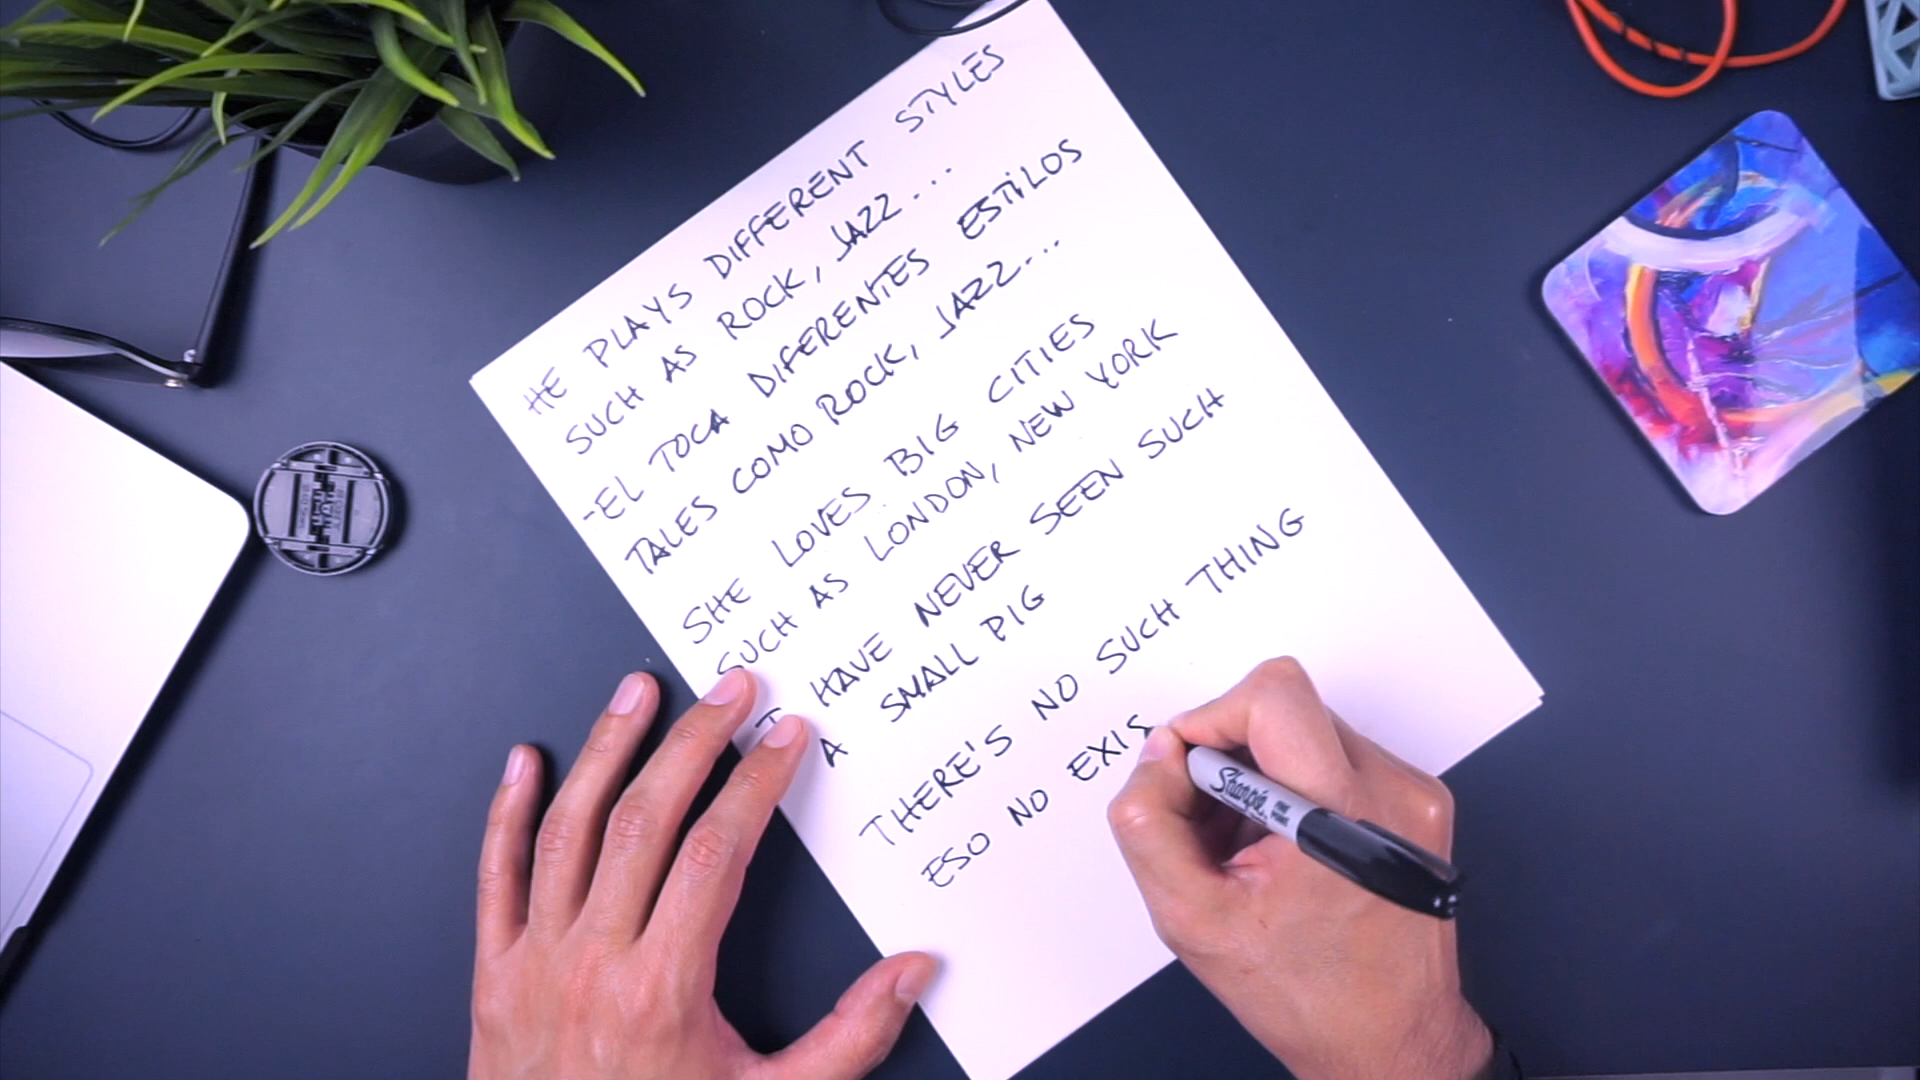 HE PLAYS DIFFERENT STYLES
SUCH AS ROCK, JAZZ...
-EL TOCA DIFERENTES ESTILOS
TALES COMO ROCK, JAZZ...
SHE LOVES BIG CITIES
SUCH AS LONDON, NEW YORK
I HAVE NEVER SEEN SUCH
A SMALL PIG
THERE'S NO SUCH THING
ESO NO EXIS
Sharpie